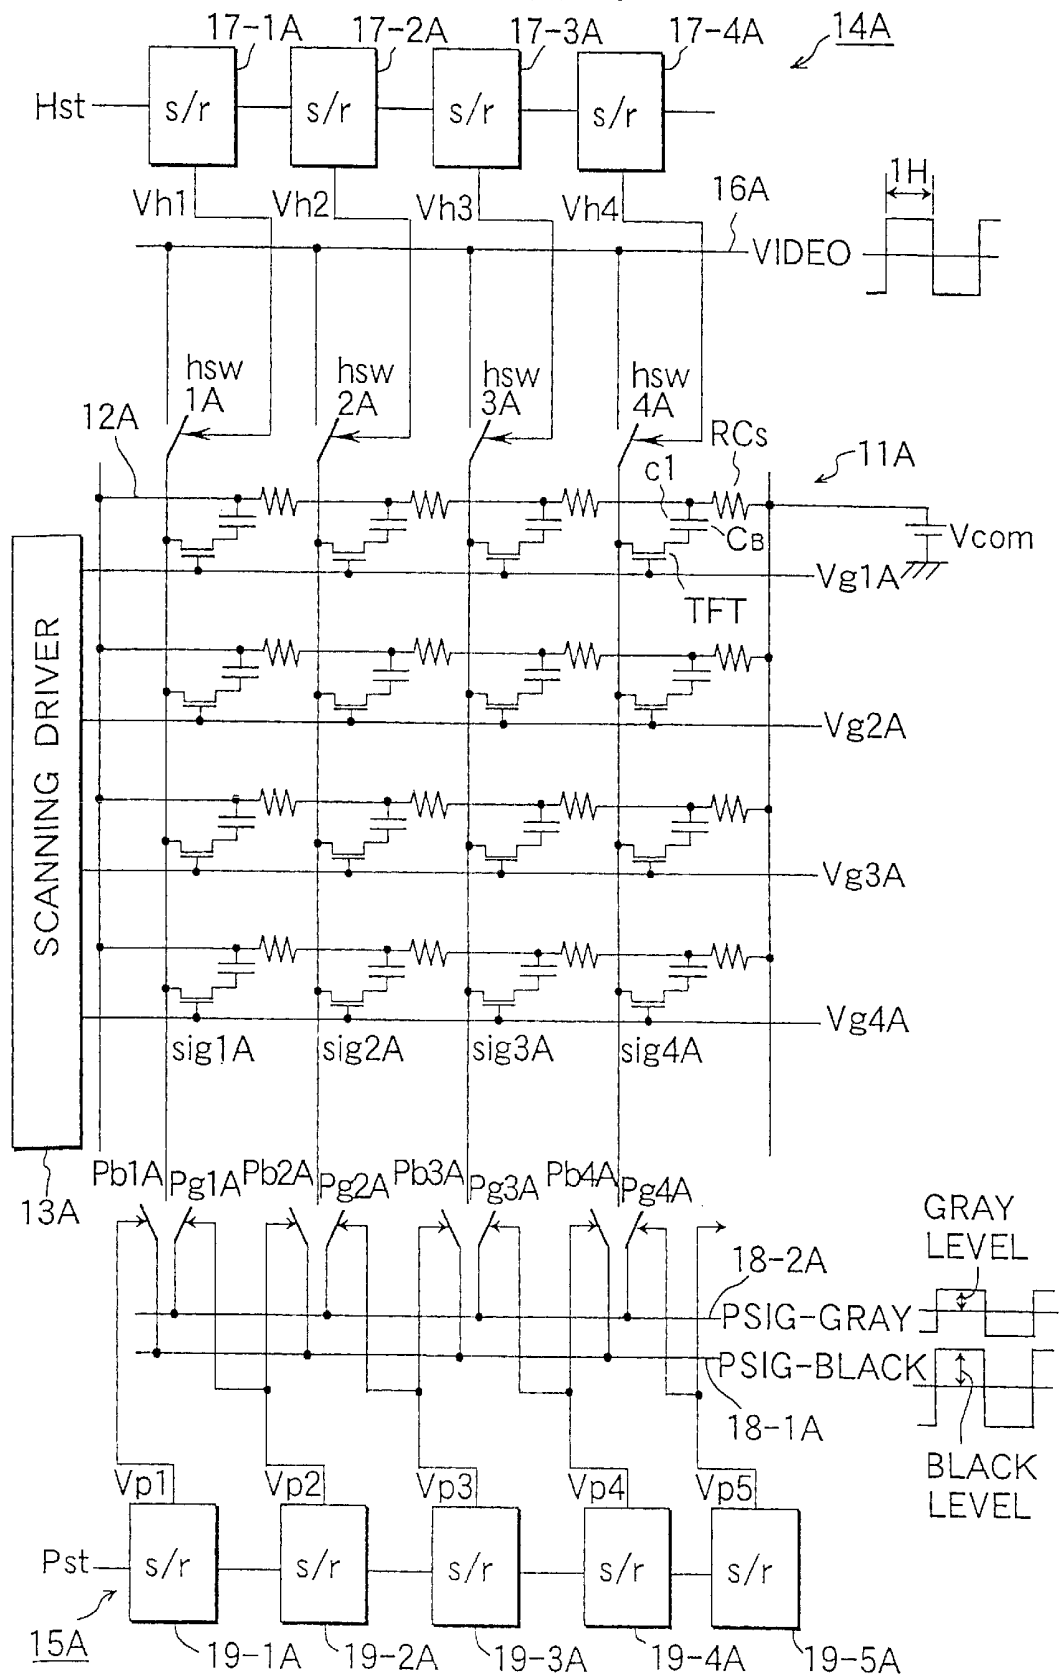 17-1A 17-2A 17-3A 17-4A 14A
Hst s/r s/r s/r s/r
Vh1 Vh2 Vh3 Vh4 16A 1H
VIDEO
hsw 1A
hsw 2A
hsw 3A
hsw 4A
12A RCs 11A
c1
CB Vcom
TFT Vg1A
Vg2A
SCANNING DRIVER
Vg3A
Vg4A
sig1A sig2A sig3A sig4A
Pb1A Pg1A Pb2A Pg2A Pb3A Pg3A Pb4A Pg4A
13A
GRAY
LEVEL
18-2A
PSIG-GRAY
PSIG-BLACK
18-1A
BLACK
LEVEL
Vp1 Vp2 Vp3 Vp4 Vp5
Pst s/r s/r s/r s/r s/r
15A 19-1A 19-2A 19-3A 19-4A 19-5A